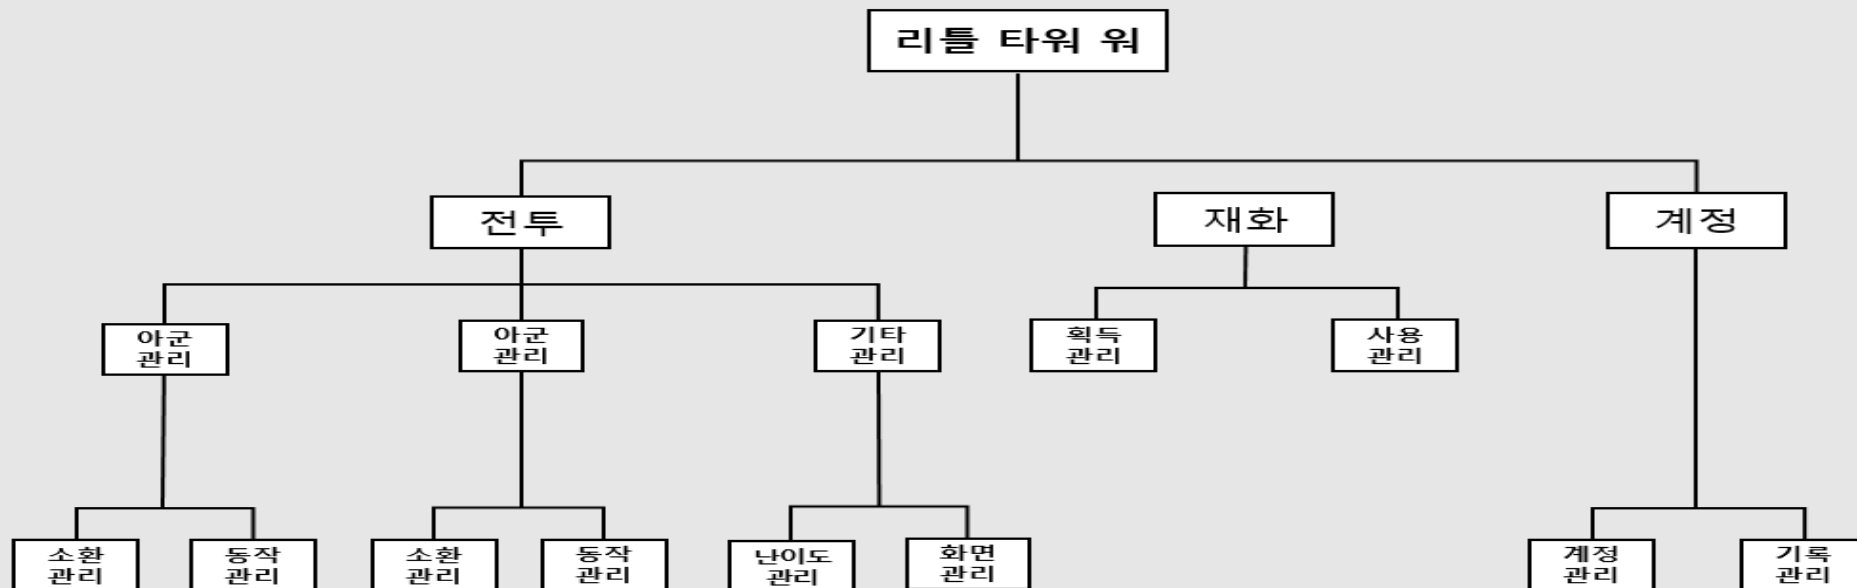 리틀 타워 워
전투
재화
계정
아군
관리
아군
관리
기타
관리
획득
관리
사용
관리
소환
관리
동작
관리
소환
관리
동작
관리
난이도
관리
화면
관리
계정
관리
기록
관리